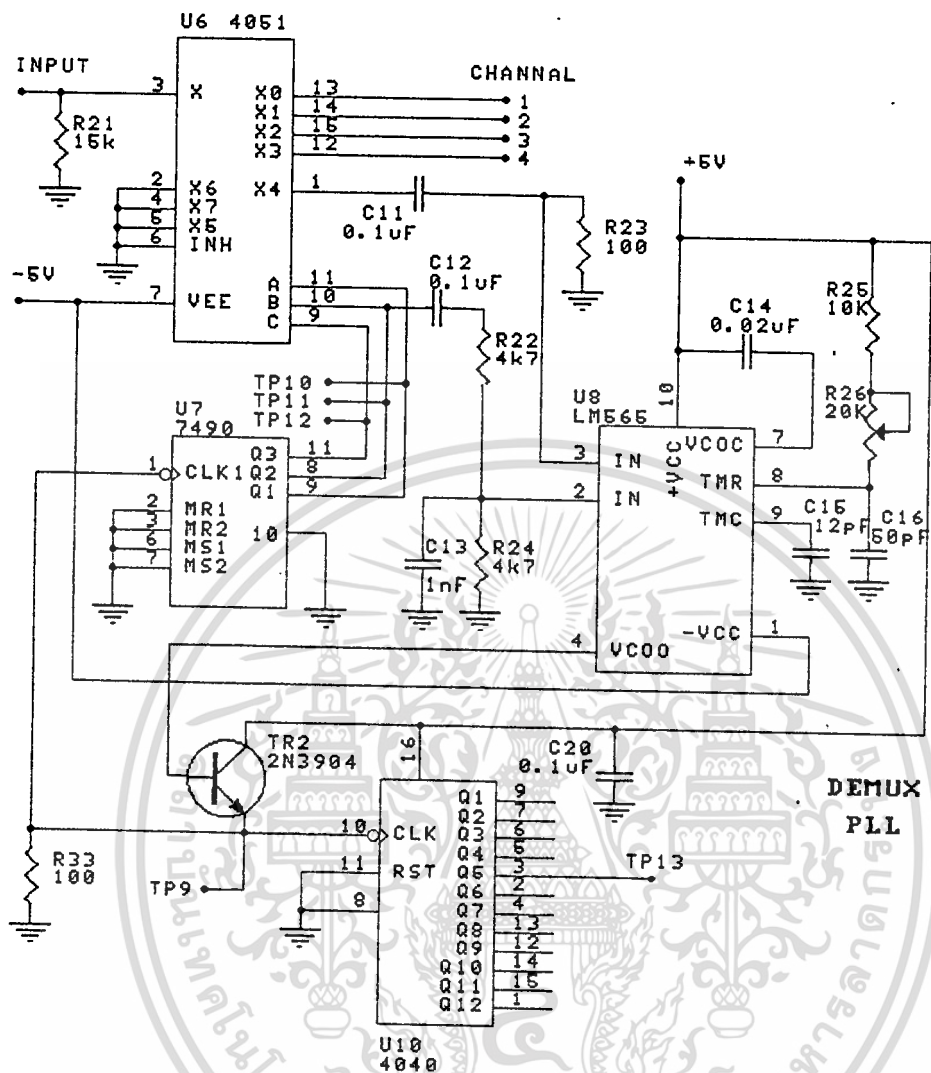 U6 4051
INPUT
3 X
X0 13
X1 14
X2 15
X3 12
CHANNAL
1
2
3
4
R21
15k
2 X6
4 X7
5 X5
6 INH
X4 1
C11
0.1uF
R23
100
+5V
-5V
7 VEE
A 11
B 10
C 9
C12
0.1uF
R22
4k7
C14
0.02uF
R25
10K
R26
20K
TP10
TP11
TP12
U7
7490
1 CLK1
Q3 11
Q2 8
Q1 9
2 MR1
3 MR2
6 MS1
7 MS2
10
U8
LM565
10
+VCC
VCOC 7
3 IN
TMR 8
2 IN
TMC 9
C15
12pF
C16
50pF
C13
1nF
R24
4k7
-VCC 1
4 VCOO
TR2
2N3904
16
C20
0.1uF
DEMUX
PLL
10 CLK
11 RST
8
Q1 9
Q2 7
Q3 6
Q4 5
Q5 3
Q6 2
Q7 4
Q8 13
Q9 12
Q10 14
Q11 15
Q12 1
TP13
R33
100
TP9
U10
4040